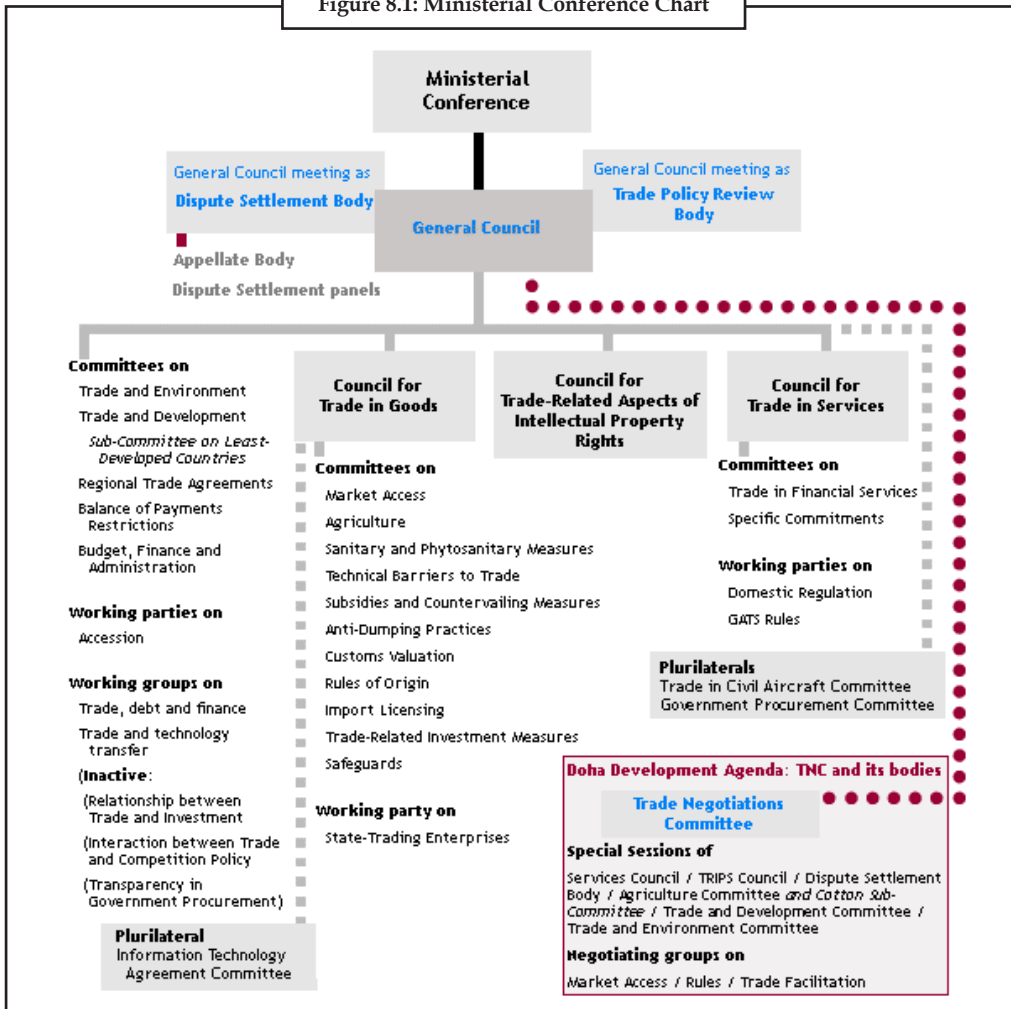 Figure 8.1: Ministerial Conference Chart
Ministerial
Conference
General Council meeting as
Dispute Settlement Body
General Council meeting as
Trade Policy Review
Body
General Council
Appellate Body
Dispute Settlement panels
Committees on
Trade and Environment
Trade and Development
Sub-Committee on Least-
Developed Countries
Regional Trade Agreements
Balance of Payments
Restrictions
Budget, Finance and
Administration
Working parties on
Accession
Working groups on
Trade, debt and finance
Trade and technology
transfer
(Inactive:
(Relationship between
Trade and Investment
(Interaction between Trade
and Competition Policy
(Transparency in
Government Procurement)
Plurilateral
Information Technology
Agreement Committee
Council for
Trade in Goods
Committees on
Market Access
Agriculture
Sanitary and Phytosanitary Measures
Technical Barriers to Trade
Subsidies and Countervailing Measures
Anti-Dumping Practices
Customs Valuation
Rules of Origin
Import Licensing
Trade-Related Investment Measures
Safeguards
Working party on
State-Trading Enterprises
Council for
Trade-Related Aspects of
Intellectual Property
Rights
Council for
Trade in Services
Committees on
Trade in Financial Services
Specific Commitments
Working parties on
Domestic Regulation
GATS Rules
Plurilaterals
Trade in Civil Aircraft Committee
Government Procurement Committee
Doha Development Agenda: TNC and its bodies
Trade Negotiations
Committee
Special Sessions of
Services Council / TRIPS Council / Dispute Settlement
Body / Agriculture Committee and Cotton Sub-
Committee / Trade and Development Committee /
Trade and Environment Committee
Negotiating groups on
Market Access / Rules / Trade Facilitation